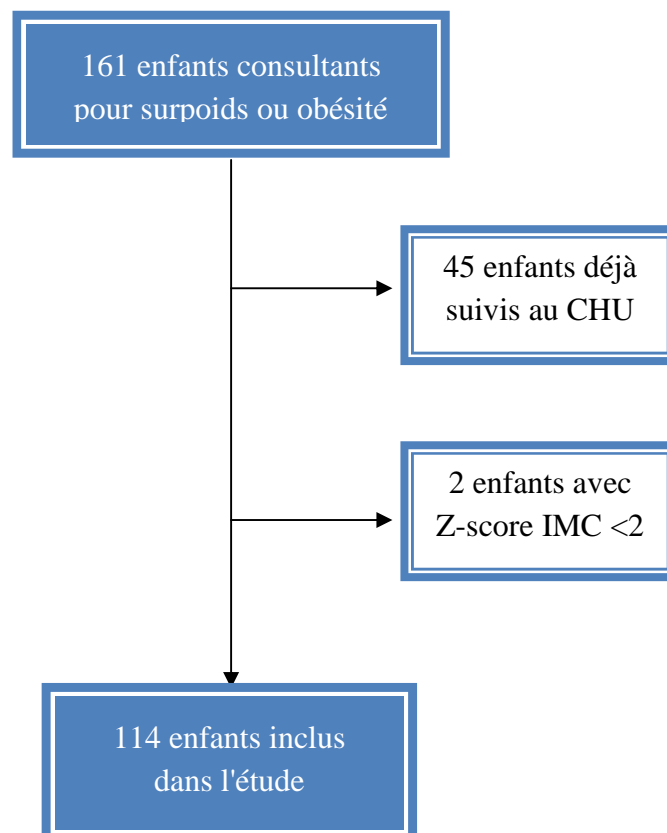 161 enfants consultants
pour surpoids ou obésité
45 enfants déjà
suivis au CHU
2 enfants avec
Z-score IMC <2
114 enfants inclus
dans l'étude